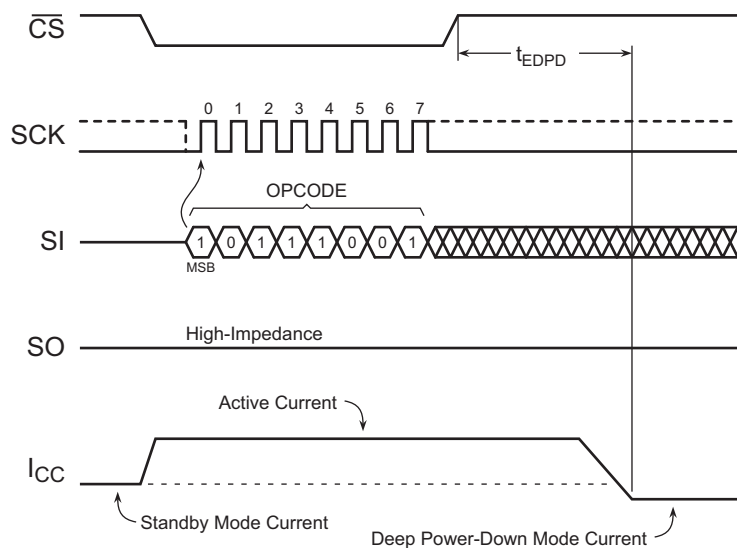 CS
tEDPD
0 1 2 3 4 5 6 7
SCK
OPCODE
SI
1 0 1 1 1 0 0 1
MSB
High-Impedance
SO
Active Current
ICC
Standby Mode Current
Deep Power-Down Mode Current